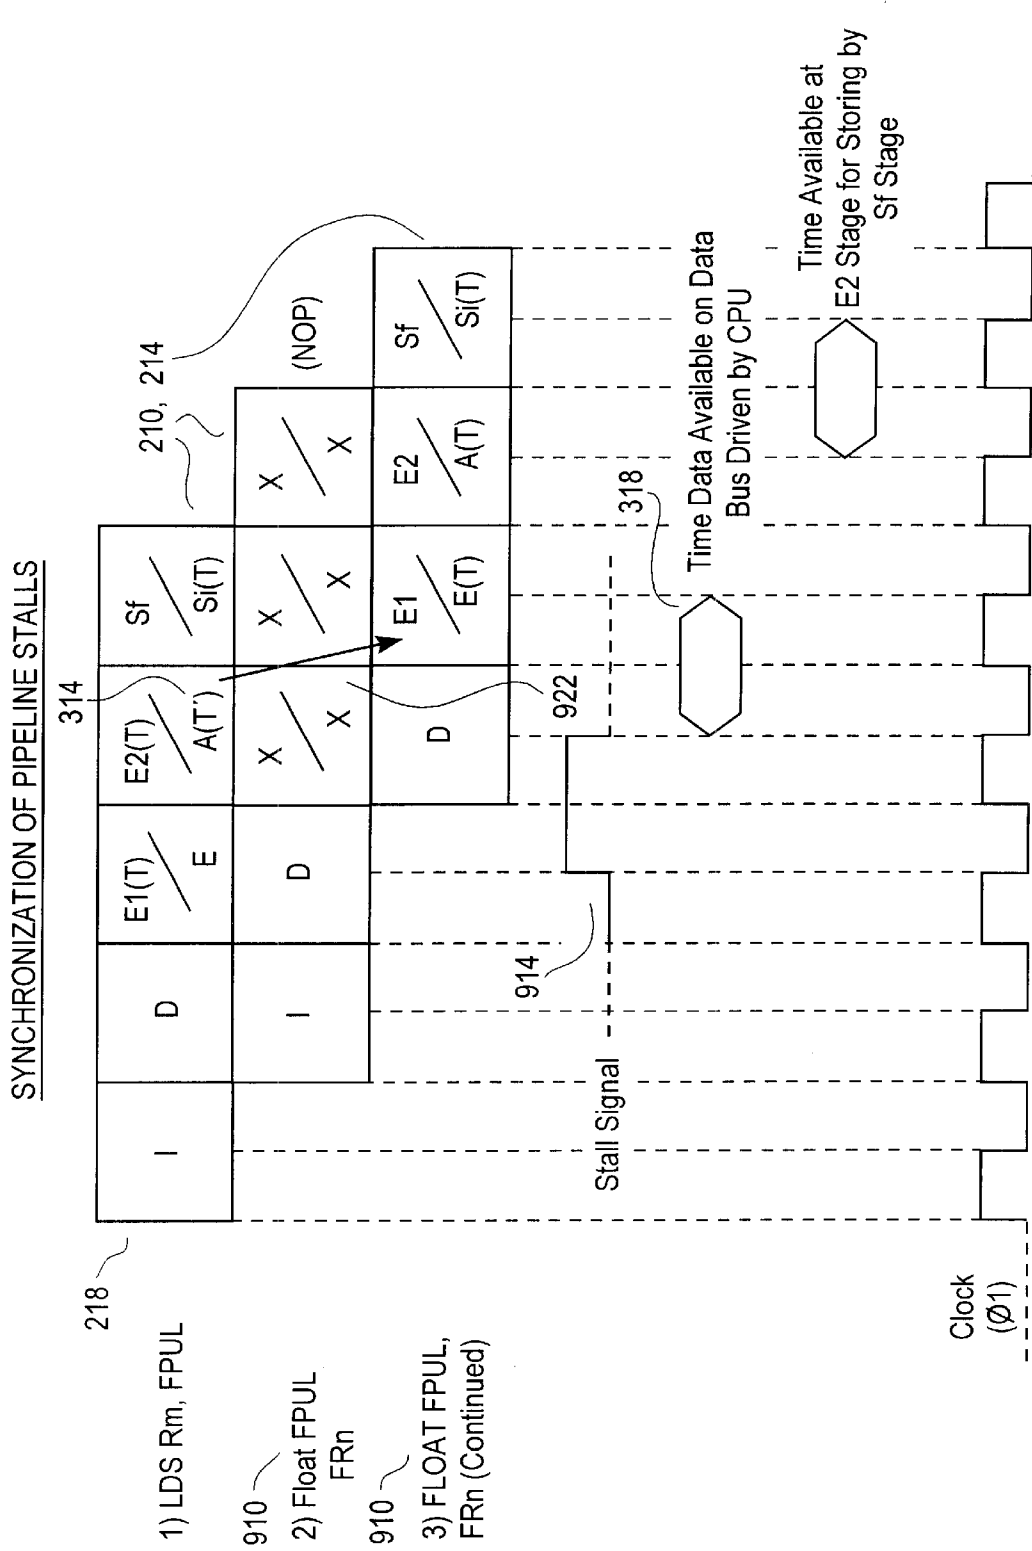 SYNCHRONIZATION OF PIPELINE STALLS
218
314
210, 214
1) LDS Rm, FPUL
I
D
E1(T)
E
E2(T)
A(T')
Sf
Si(T)
910
2) Float FPUL
FRn
I
D
X
X
X
X
X
X
(NOP)
910
3) FLOAT FPUL,
FRn (Continued)
D
E1
E(T)
E2
A(T)
Sf
Si(T)
922
914
Stall Signal
318
Time Data Available on Data
Bus Driven by CPU
Time Available at
E2 Stage for Storing by
Sf Stage
Clock
(Ø1)